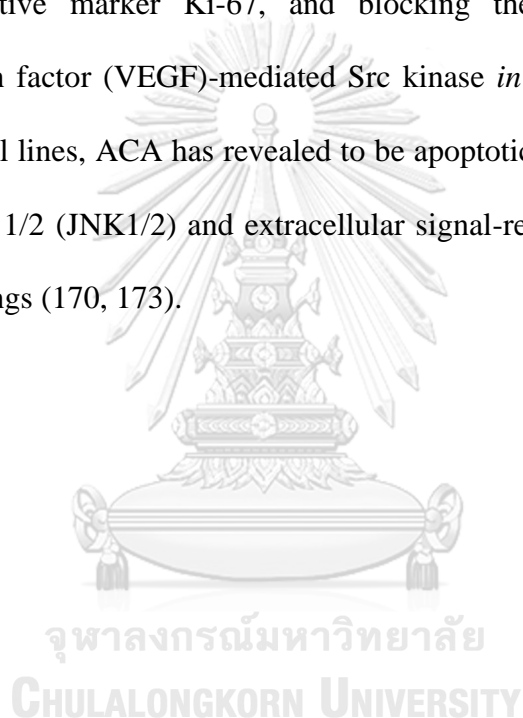 tive marker Ki-67, and blocking the
n factor (VEGF)-mediated Src kinase in
l lines, ACA has revealed to be apoptotic
1/2 (JNK1/2) and extracellular signal-re
ngs (170, 173).
จุฬาลงกรณ์มหาวิทยาลัย
CHULALONGKORN UNIVERSITY